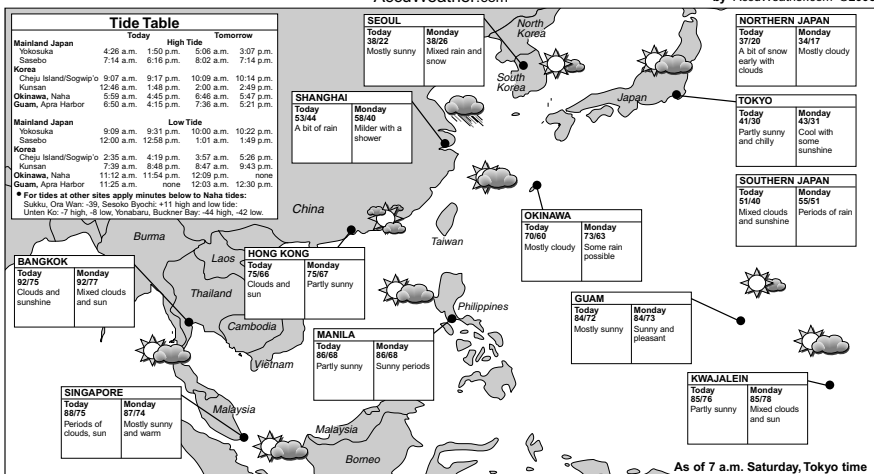 Tide Table
Today Tomorrow
High Tide
Mainland Japan
Yokosuka 4:26 a.m. 1:50 p.m. 5:06 a.m. 3:07 p.m.
Sasebo 7:14 a.m. 6:16 p.m. 8:02 a.m. 7:14 p.m.
Korea
Cheju Island/Sogwip'o 9:07 a.m. 9:17 p.m. 10:09 a.m. 10:14 p.m.
Kunsan 12:46 a.m. 1:48 p.m. 2:00 a.m. 2:49 p.m.
Okinawa, Naha 5:59 a.m. 4:45 p.m. 6:46 a.m. 5:47 p.m.
Guam, Apra Harbor 6:50 a.m. 4:15 p.m. 7:36 a.m. 5:21 p.m.
Mainland Japan Low Tide
Yokosuka 9:09 a.m. 9:31 p.m. 10:00 a.m. 10:22 p.m.
Sasebo 12:00 a.m. 12:58 p.m. 1:01 a.m. 1:49 p.m.
Korea
Cheju Island/Sogwip'o 2:35 a.m. 4:19 p.m. 3:57 a.m. 5:26 p.m.
Kunsan 7:39 a.m. 8:48 p.m. 8:47 a.m. 9:43 p.m.
Okinawa, Naha 11:12 a.m. 11:54 p.m. 12:09 p.m. none
Guam, Apra Harbor 11:25 a.m. none 12:03 a.m. 12:30 p.m.
• For tides at other sites apply minutes below to Naha tides:
Sukku, Ora Wan: -39, Sesoko Byochi: +11 high and low tide:
Unten Ko: -7 high, -8 low, Yonabaru, Buckner Bay: -44 high, -42 low.
SEOUL
Today Monday
38/22 38/26
Mostly sunny Mixed rain and
snow
North
Korea
South
Korea
Japan
NORTHERN JAPAN
Today Monday
37/20 34/17
A bit of snow Mostly cloudy
early with
clouds
SHANGHAI
Today Monday
53/44 58/40
A bit of rain Milder with a
shower
TOKYO
Today Monday
41/30 43/31
Partly sunny Cool with
and chilly some
sunshine
SOUTHERN JAPAN
Today Monday
51/40 55/51
Mixed clouds Periods of rain
and sunshine
China
Taiwan
OKINAWA
Today Monday
70/60 73/63
Mostly cloudy Some rain
possible
Burma
Laos
Thailand
Cambodia
Vietnam
BANGKOK
Today Monday
92/75 92/77
Clouds and Mixed clouds
sunshine and sun
HONG KONG
Today Monday
75/66 75/67
Clouds and Partly sunny
sun
Philippines
GUAM
Today Monday
84/72 84/73
Mostly sunny Sunny and
pleasant
MANILA
Today Monday
86/68 86/68
Partly sunny Sunny periods
KWAJALEIN
Today Monday
85/76 85/78
Partly sunny Mixed clouds
and sun
SINGAPORE
Today Monday
88/75 87/74
Periods of Mostly sunny
clouds, sun and warm
Malaysia
Malaysia
Borneo
As of 7 a.m. Saturday, Tokyo time